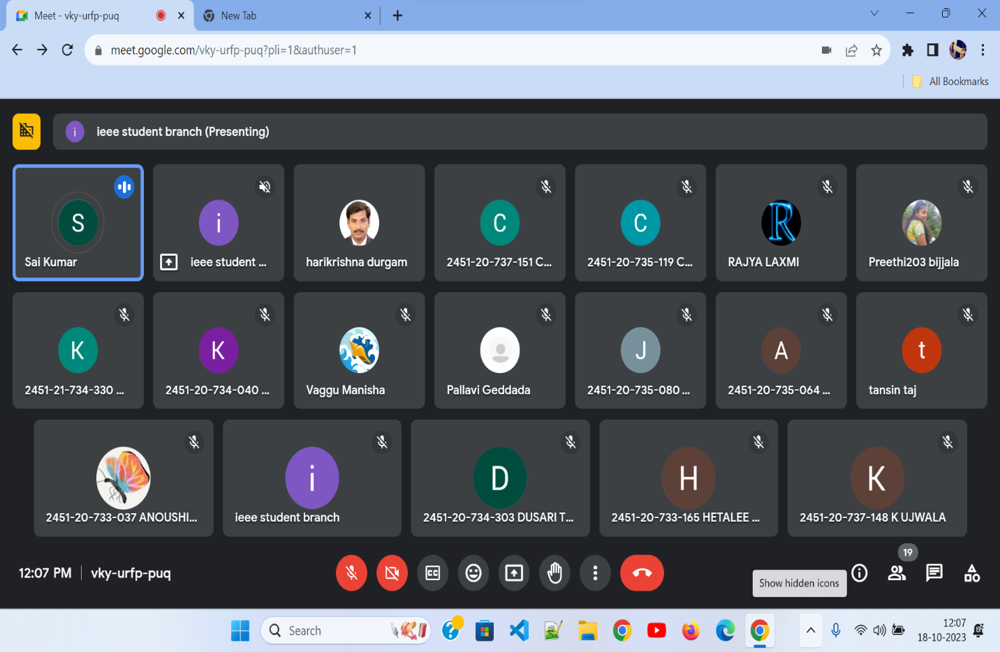 Meet - vky-urfp-puq
New Tab
meet.google.com/vky-urfp-puq?pli=1&authuser=1
All Bookmarks
i
ieee student branch (Presenting)
S
Sai Kumar
i
ieee student ...
harikrishna durgam
C
2451-20-737-151 C...
C
2451-20-735-119 C...
R
RAJYA LAXMI
Preethi203 bijjala
K
2451-21-734-330 ...
K
2451-20-734-040 ...
Vaggu Manisha
Pallavi Geddada
J
2451-20-735-080 ...
A
2451-20-735-064 ...
t
tansin taj
2451-20-733-037 ANOUSHI...
i
ieee student branch
D
2451-20-734-303 DUSARI T...
H
2451-20-733-165 HETALEE ...
K
2451-20-737-148 K UJWALA
12:07 PM | vky-urfp-puq
CC
19
Show hidden icons
Search
12:07
18-10-2023